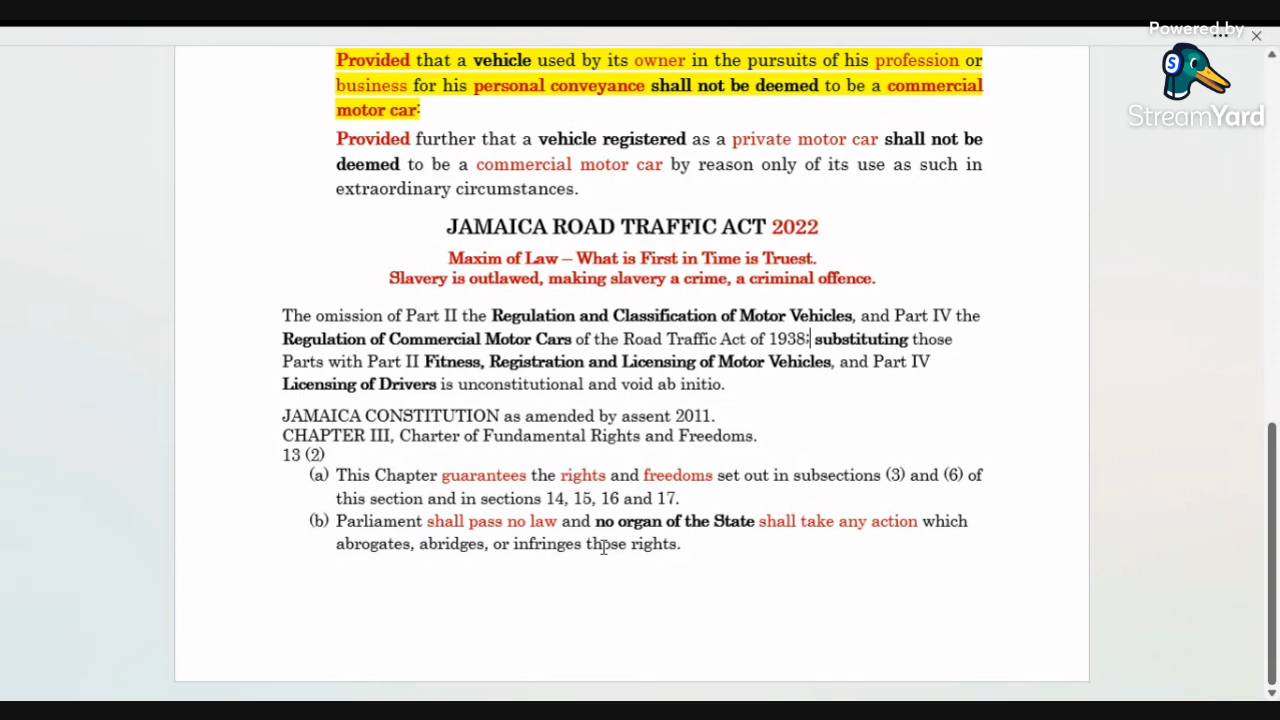 Powered by
StreamYard
Provided that a vehicle used by its owner in the pursuits of his profession or
business for his personal conveyance shall not be deemed to be a commercial
motor car:
Provided further that a vehicle registered as a private motor car shall not be
deemed to be a commercial motor car by reason only of its use as such in
extraordinary circumstances.
JAMAICA ROAD TRAFFIC ACT 2022
Maxim of Law – What is First in Time is Truest.
Slavery is outlawed, making slavery a crime, a criminal offence.
The omission of Part II the Regulation and Classification of Motor Vehicles, and Part IV the
Regulation of Commercial Motor Cars of the Road Traffic Act of 1938; substituting those
Parts with Part II Fitness, Registration and Licensing of Motor Vehicles, and Part IV
Licensing of Drivers is unconstitutional and void ab initio.
JAMAICA CONSTITUTION as amended by assent 2011.
CHAPTER III, Charter of Fundamental Rights and Freedoms.
13 (2)
(a) This Chapter guarantees the rights and freedoms set out in subsections (3) and (6) of
this section and in sections 14, 15, 16 and 17.
(b) Parliament shall pass no law and no organ of the State shall take any action which
abrogates, abridges, or infringes those rights.